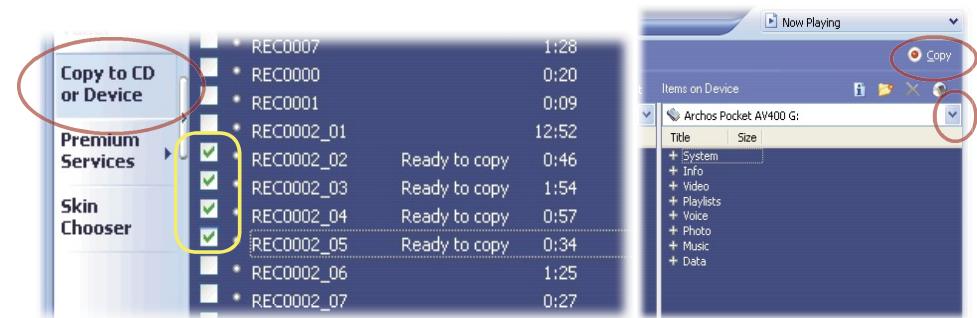 Copy to CD
or Device
Premium
Services
Skin
Chooser
REC0007 1:28
REC0000 0:20
REC0001 0:09
REC0002_01 12:52
REC0002_02 Ready to copy 0:46
REC0002_03 Ready to copy 1:54
REC0002_04 Ready to copy 0:57
REC0002_05 Ready to copy 0:34
REC0002_06 1:25
REC0002_07 0:27
Now Playing
Copy
Items on Device
Archos Pocket AV400 G:
Title Size
+ System
+ Info
+ Video
+ Playlists
+ Voice
+ Photo
+ Music
+ Data